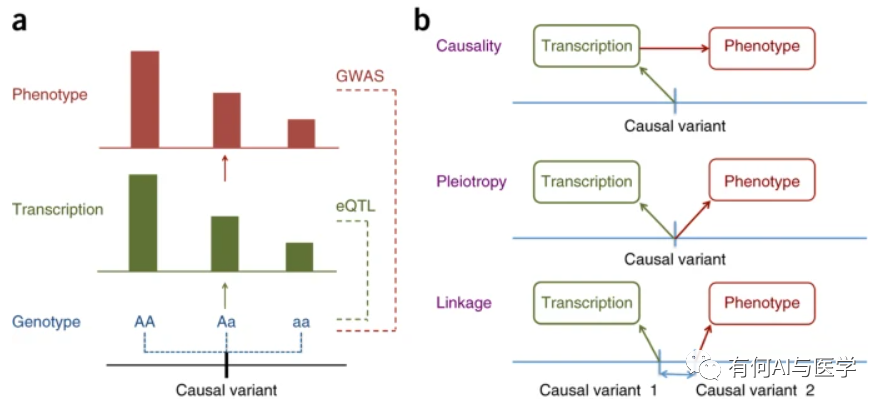 a
Phenotype
GWAS
Transcription
eQTL
Genotype AA Aa aa
Causal variant
b
Causality Transcription Phenotype
Causal variant
Pleiotropy Transcription Phenotype
Causal variant
Linkage Transcription Phenotype
Causal variant 1 Causal variant 2
有何AI与医学